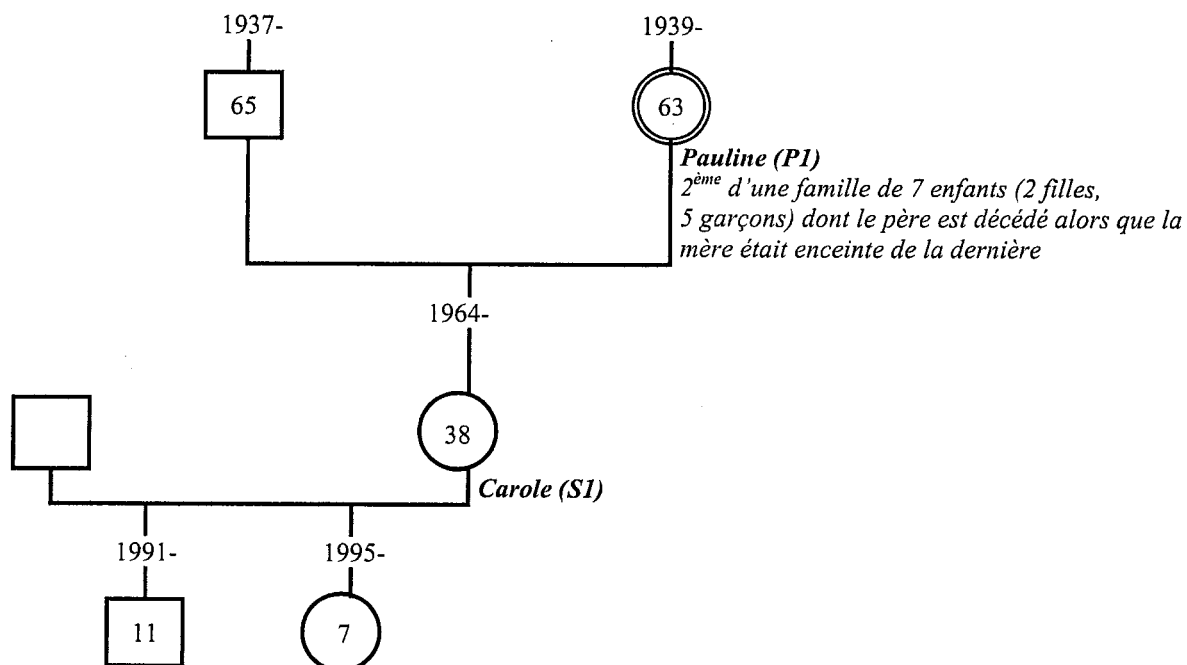 1937-
1939-
65
63
Pauline (P1)
2ème d'une famille de 7 enfants (2 filles,
5 garçons) dont le père est décédé alors que la
mère était enceinte de la dernière
1964-
38
Carole (S1)
1991-
1995-
11
7